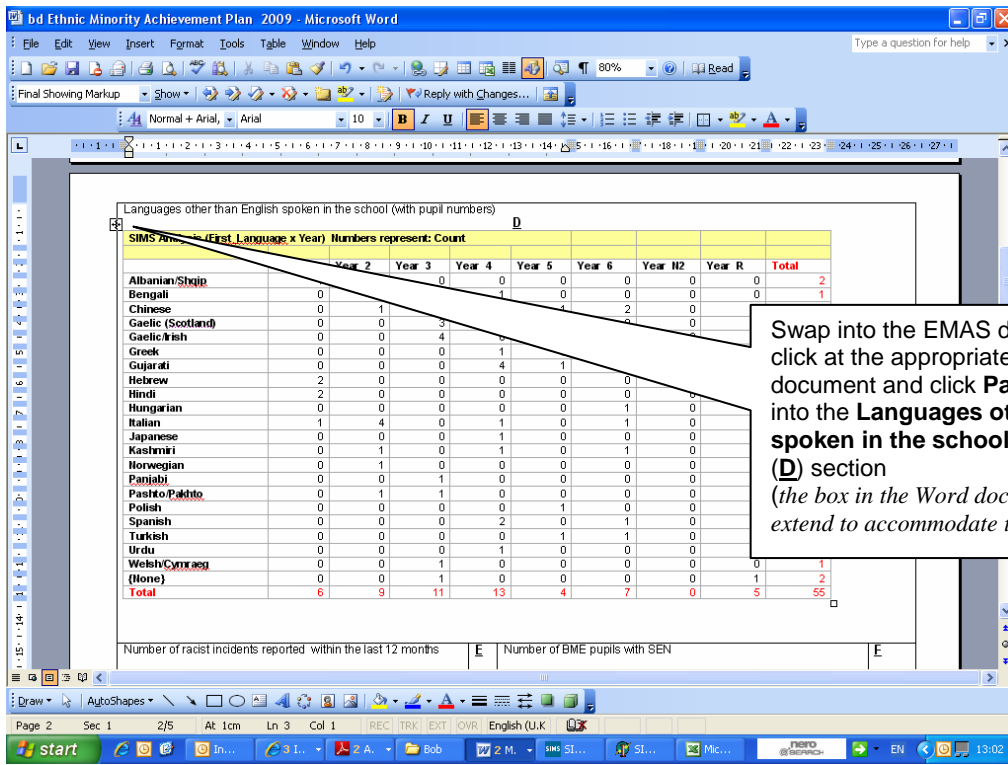 bd Ethnic Minority Achievement Plan 2009 - Microsoft Word
File Edit View Insert Format Tools Table Window Help
Type a question for help
80% Read
Final Showing Markup Show Reply with Changes...
Normal + Arial, Arial 10 B I U
Languages other than English spoken in the school (with pupil numbers)
D
SIMS Analysis (First Language x Year) Numbers represent: Count
Year 2 Year 3 Year 4 Year 5 Year 6 Year N2 Year R Total
Albanian/Shqip 0 0 0 0 0 0 2
Bengali 0 1 0 0 0 0 1
Chinese 0 1 1 2 0
Gaelic (Scotland) 0 0 3 0 0
Gaelic/Irish 0 0 4 0 0
Greek 0 0 0 1
Gujarati 0 0 0 4 1
Hebrew 2 0 0 0 0 0
Hindi 2 0 0 0 0 0 0
Hungarian 0 0 0 0 0 1 0
Italian 1 4 0 1 0 1 0
Japanese 0 0 0 1 0 0 0
Kashmiri 0 1 0 1 0 1 0
Norwegian 0 1 0 0 0 0 0
Panjabi 0 0 1 0 0 0 0
Pashto/Pakhto 0 1 1 0 0 0 0
Polish 0 0 0 0 1 0 0
Spanish 0 0 0 2 0 1 0
Turkish 0 0 0 0 1 1 0
Urdu 0 0 0 1 0 0 0
Welsh/Cymraeg 0 0 1 0 0 0 0 0 1
{None} 0 0 1 0 0 0 0 1 2
Total 6 9 11 13 4 7 0 5 55
Swap into the EMAS d
click at the appropriate
document and click Pa
into the Languages ot
spoken in the school
(D) section
(the box in the Word doc
extend to accommodate t
Number of racist incidents reported within the last 12 months E Number of BME pupils with SEN F
Draw AutoShapes
Page 2 Sec 1 2/5 At 1cm Ln 3 Col 1 REC TRK EXT OVR English (U.K
start In... 3 I.. 2 A. Bob 2 M. SIMS SI... SI... Mic... nero SEARCH EN 13:02